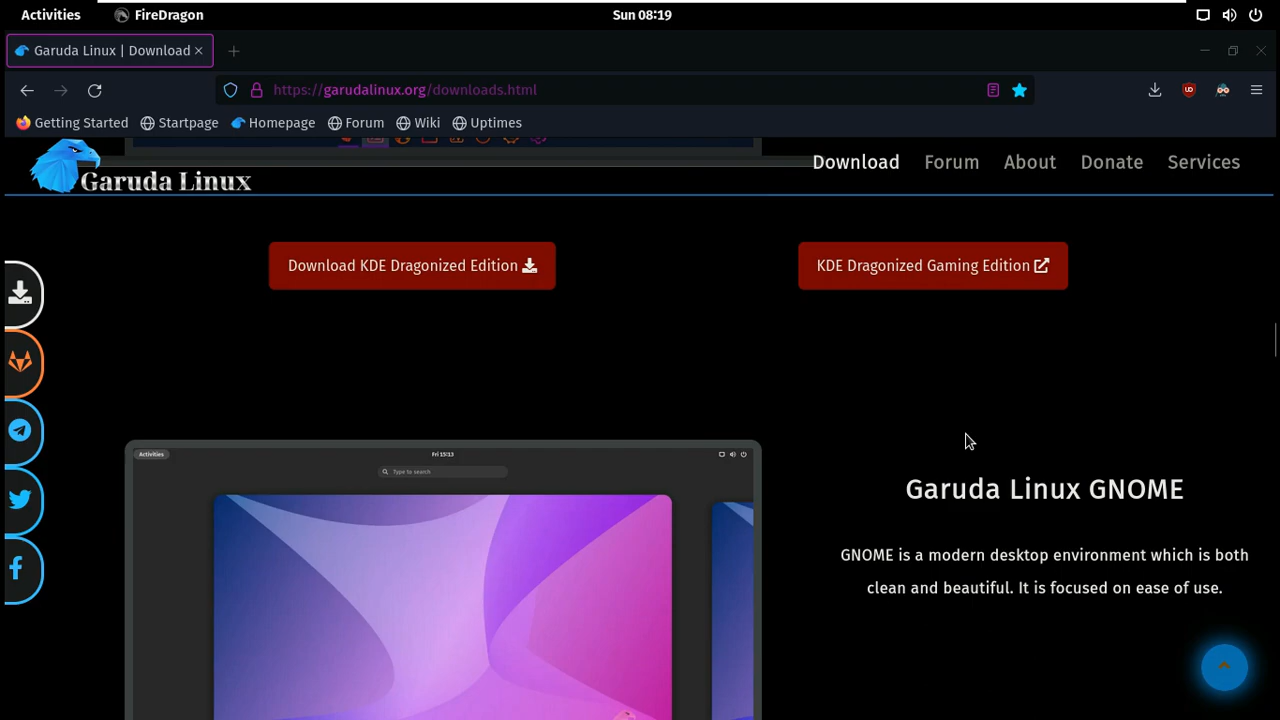 Activities FireDragon Sun 08:19
Garuda Linux | Download
https://garudalinux.org/downloads.html
Getting Started Startpage Homepage Forum Wiki Uptimes
Garuda Linux Download Forum About Donate Services
Download KDE Dragonized Edition KDE Dragonized Gaming Edition
Activities Fri 15:13
Type to search
Garuda Linux GNOME
GNOME is a modern desktop environment which is both
clean and beautiful. It is focused on ease of use.